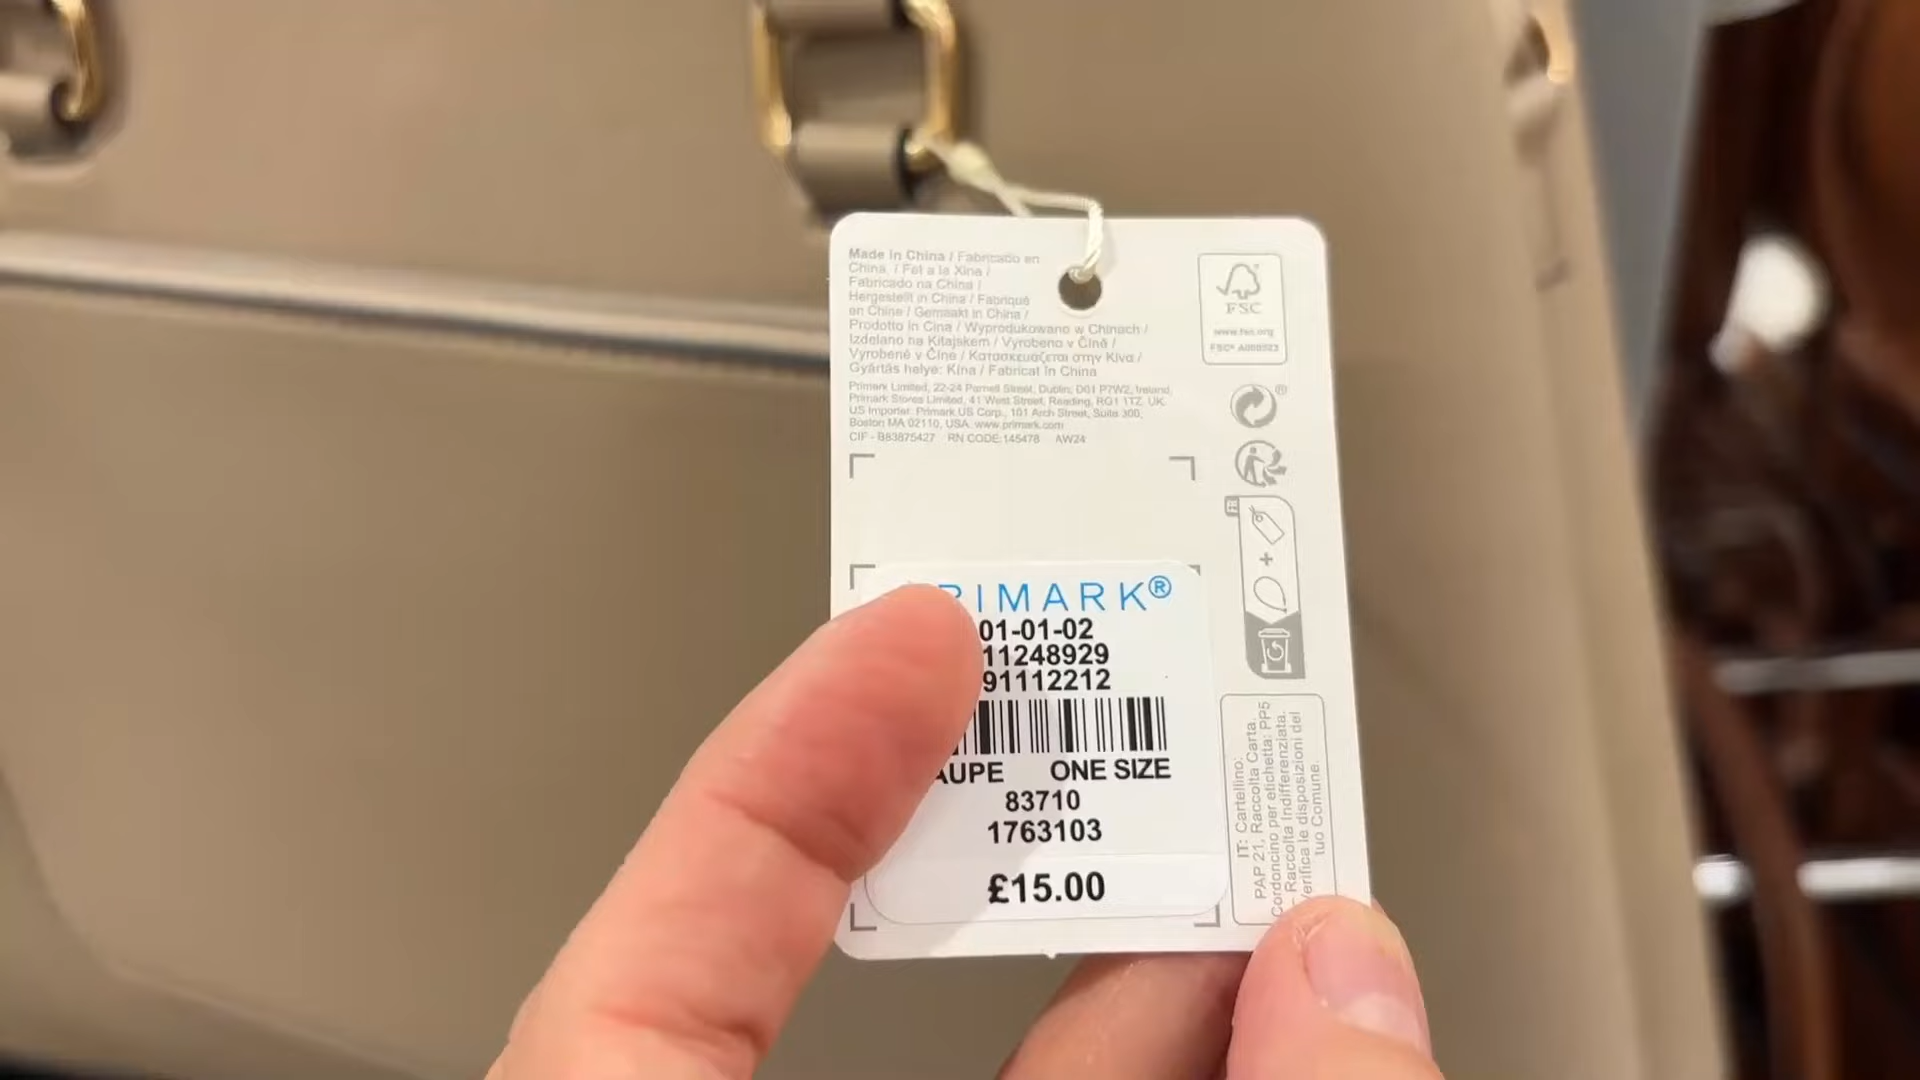 Made in China / Fabricado en
China. / Fet a la Xina /
Fabricado na China /
Hergestellt in China / Fabriqué
en Chine / Gemaakt in China /
Prodotto in Cina / Wyprodukowano w Chinach /
Izdelano na Kitajskem / Vyrobeno v Číně /
Vyrobené v Číne / Κατασκευάζεται στην Κίνα /
Gyártás helye: Kína / Fabricat în China
Primark Limited, 22-24 Parnell Street, Dublin, D01 P7W2, Ireland.
Primark Stores Limited, 41 West Street, Reading, RG1 1TZ, UK.
US Importer: Primark US Corp., 101 Arch Street, Suite 300,
Boston MA 02110, USA. www.primark.com
CIF - B83875427 RN CODE:145478 AW24
FSC
www.fsc.org
FR
RIMARK®
01-01-02
11248929
91112212
AUPE ONE SIZE
83710
1763103
£15.00
IT: Cartellino:
PAP 21, Raccolta Carta.
Cordoncino per etichetta: PP5
– Raccolta Indifferenziata.
Verifica le disposizioni del
tuo Comune.